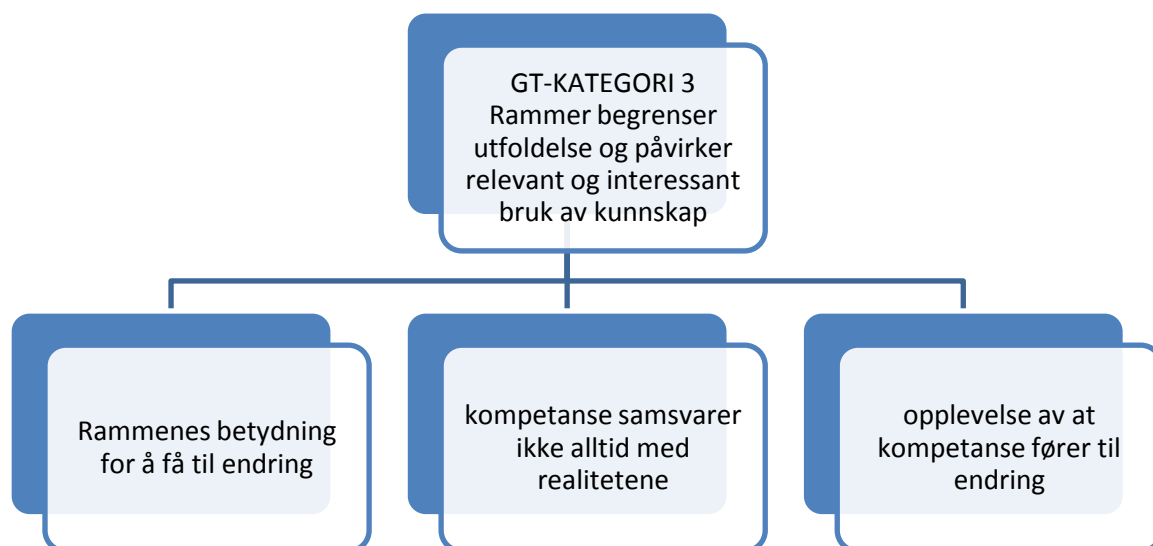 GT-KATEGORI 3
Rammer begrenser
utfoldelse og påvirker
relevant og interessant
bruk av kunnskap
Rammenes betydning
for å få til endring
kompetanse samsvarer
ikke alltid med
realitetene
opplevelse av at
kompetanse fører til
endring